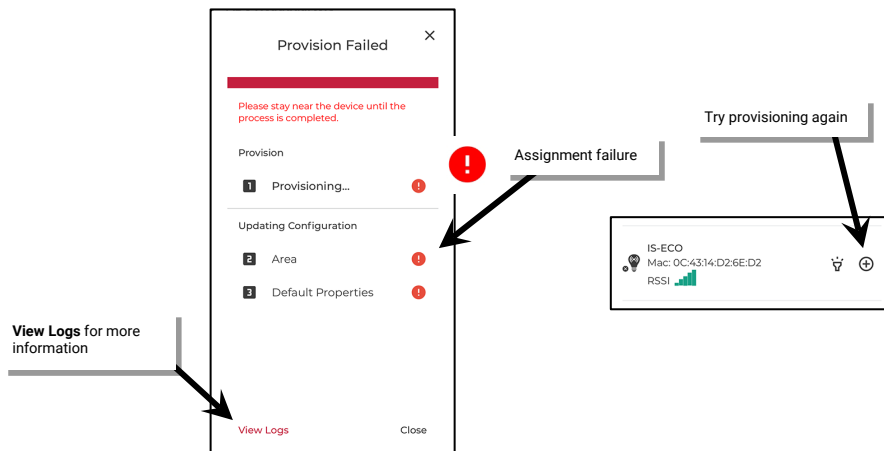 Provision Failed
Please stay near the device until the
process is completed.
Provision
1 Provisioning...
Updating Configuration
2 Area
3 Default Properties
View Logs
Close
View Logs for more
information
Assignment failure
Try provisioning again
IS-ECO
Mac: 0C:43:14:D2:6E:D2
RSSI